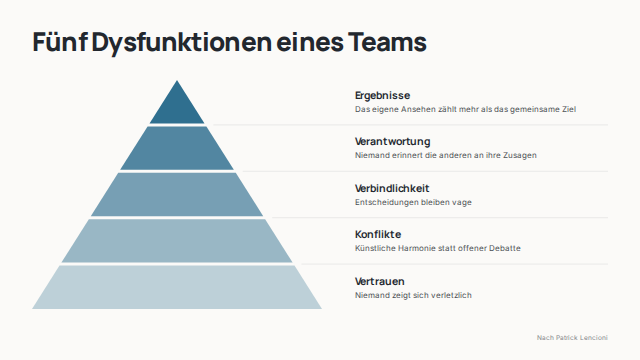 Fünf Dysfunktionen eines Teams
Ergebnisse
Das eigene Ansehen zählt mehr als das gemeinsame Ziel
Verantwortung
Niemand erinnert die anderen an ihre Zusagen
Verbindlichkeit
Entscheidungen bleiben vage
Konflikte
Künstliche Harmonie statt offener Debatte
Vertrauen
Niemand zeigt sich verletzlich
Nach Patrick Lencioni